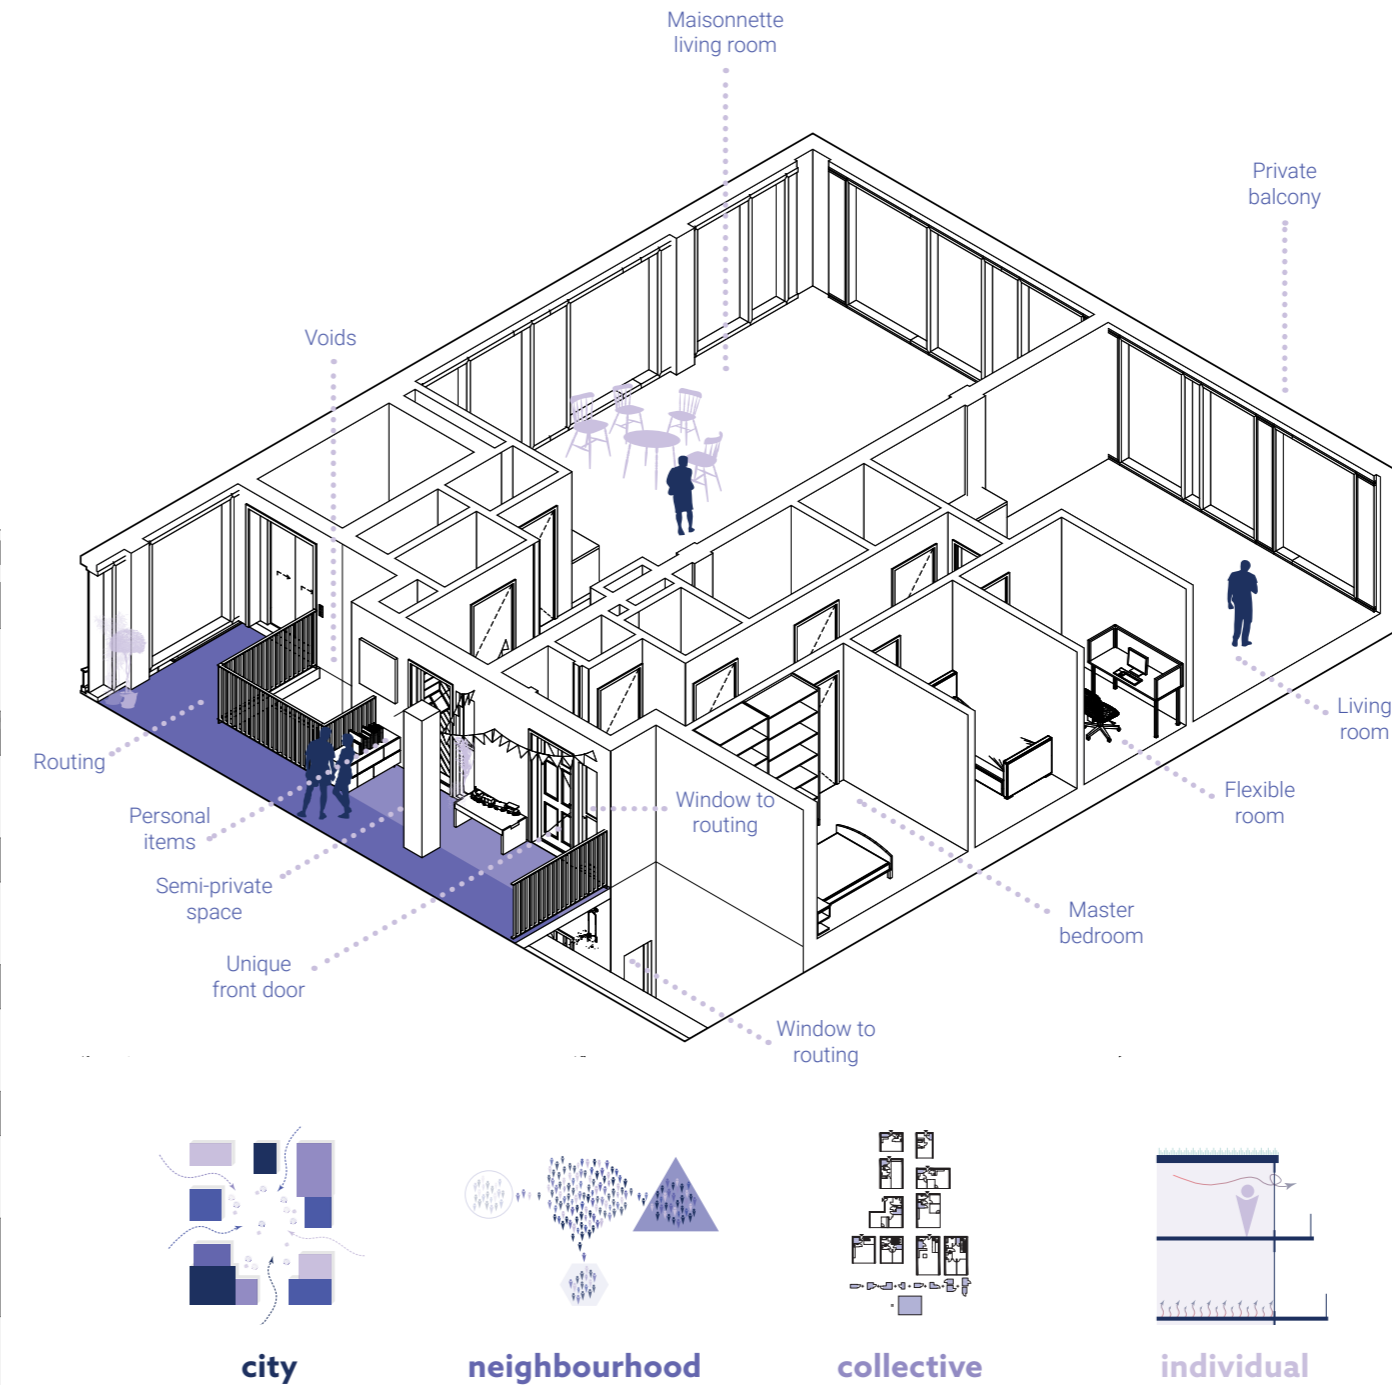 Maisonnette
living room
Private
balcony
Voids
Routing
Personal
items
Semi-private
space
Unique
front door
Window to
routing
Window to
routing
Master
bedroom
Flexible
room
Living
room
city
neighbourhood
collective
individual